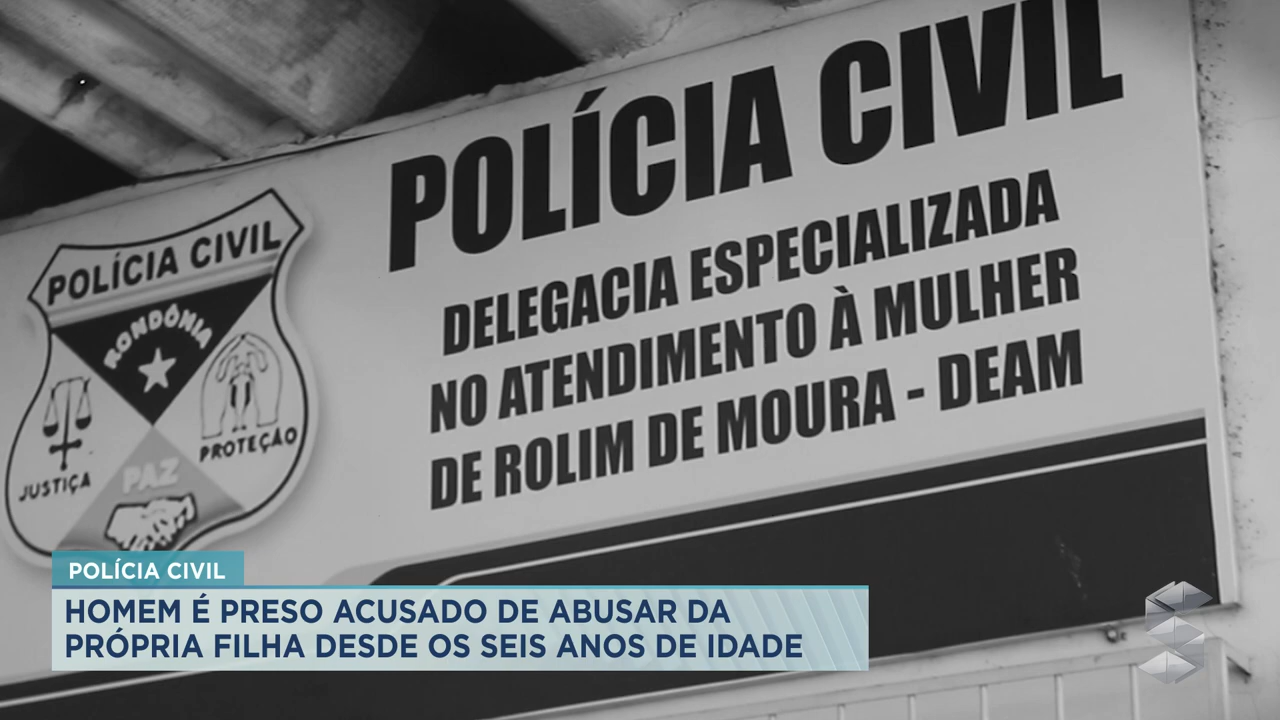 POLÍCIA CIVIL
DELEGACIA ESPECIALIZADA
NO ATENDIMENTO À MULHER
DE ROLIM DE MOURA - DEAM
POLÍCIA CIVIL
RONDÔNIA
JUSTIÇA
PROTEÇÃO
PAZ
POLÍCIA CIVIL
HOMEM É PRESO ACUSADO DE ABUSAR DA
PRÓPRIA FILHA DESDE OS SEIS ANOS DE IDADE